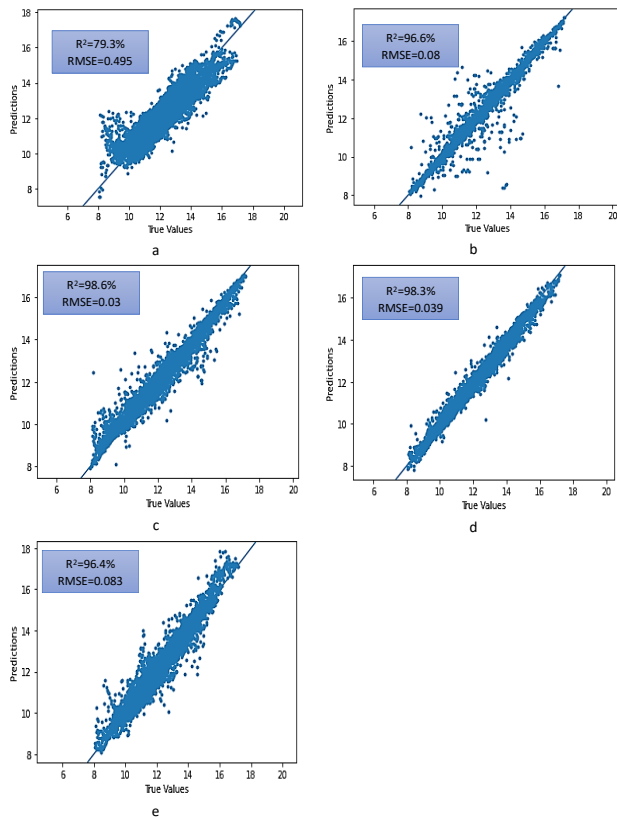 R²=79.3%
RMSE=0.495
18
16
14
12
10
8
Predictions
6 8 10 12 14 16 18 20
True Values
a
R²=96.6%
RMSE=0.08
16
14
12
10
8
Predictions
6 8 10 12 14 16 18 20
True Values
b
R²=98.6%
RMSE=0.03
16
14
12
10
8
Predictions
6 8 10 12 14 16 18 20
True Values
c
R²=98.3%
RMSE=0.039
16
14
12
10
8
Predictions
6 8 10 12 14 16 18 20
True Values
d
R²=96.4%
RMSE=0.083
18
16
14
12
10
8
Predictions
6 8 10 12 14 16 18 20
True Values
e